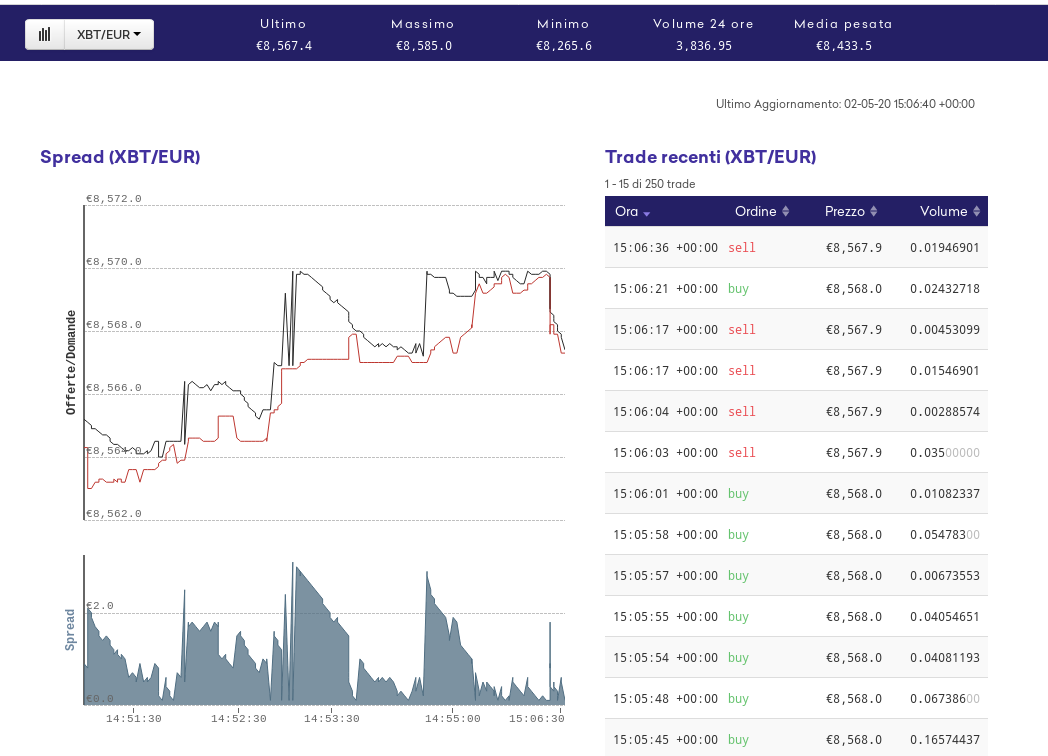 XBT/EUR
Ultimo Massimo Minimo Volume 24 ore Media pesata
€8,567.4 €8,585.0 €8,265.6 3,836.95 €8,433.5
Ultimo Aggiornamento: 02-05-20 15:06:40 +00:00
Spread (XBT/EUR)
€8,572.0
€8,570.0
€8,568.0
€8,566.0
€8,564.0
€8,562.0
Offerte/Domande
€2.0
€0.0
Spread
14:51:30 14:52:30 14:53:30 14:55:00 15:06:30
Trade recenti (XBT/EUR)
1 - 15 di 250 trade
Ora Ordine Prezzo Volume
15:06:36 +00:00 sell €8,567.9 0.01946901
15:06:21 +00:00 buy €8,568.0 0.02432718
15:06:17 +00:00 sell €8,567.9 0.00453099
15:06:17 +00:00 sell €8,567.9 0.01546901
15:06:04 +00:00 sell €8,567.9 0.00288574
15:06:03 +00:00 sell €8,567.9 0.03500000
15:06:01 +00:00 buy €8,568.0 0.01082337
15:05:58 +00:00 buy €8,568.0 0.05478300
15:05:57 +00:00 buy €8,568.0 0.00673553
15:05:55 +00:00 buy €8,568.0 0.04054651
15:05:54 +00:00 buy €8,568.0 0.04081193
15:05:48 +00:00 buy €8,568.0 0.06738600
15:05:45 +00:00 buy €8,568.0 0.16574437